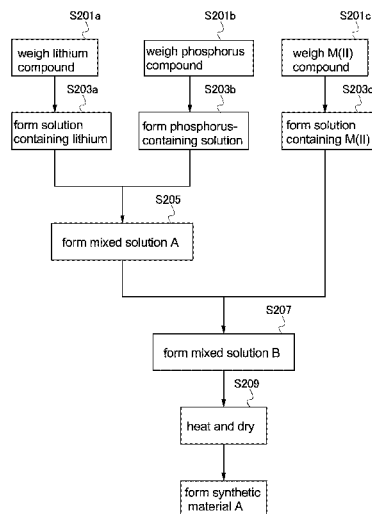 S201a
S201b
S201c
weigh lithium
compound
weigh phosphorus
compound
weigh M(II)
compound
S203a
S203b
S203c
form solution
containing lithium
form phosphorus-
containing solution
form solution
containing M(II)
S205
form mixed solution A
S207
form mixed solution B
S209
heat and dry
form synthetic
material A